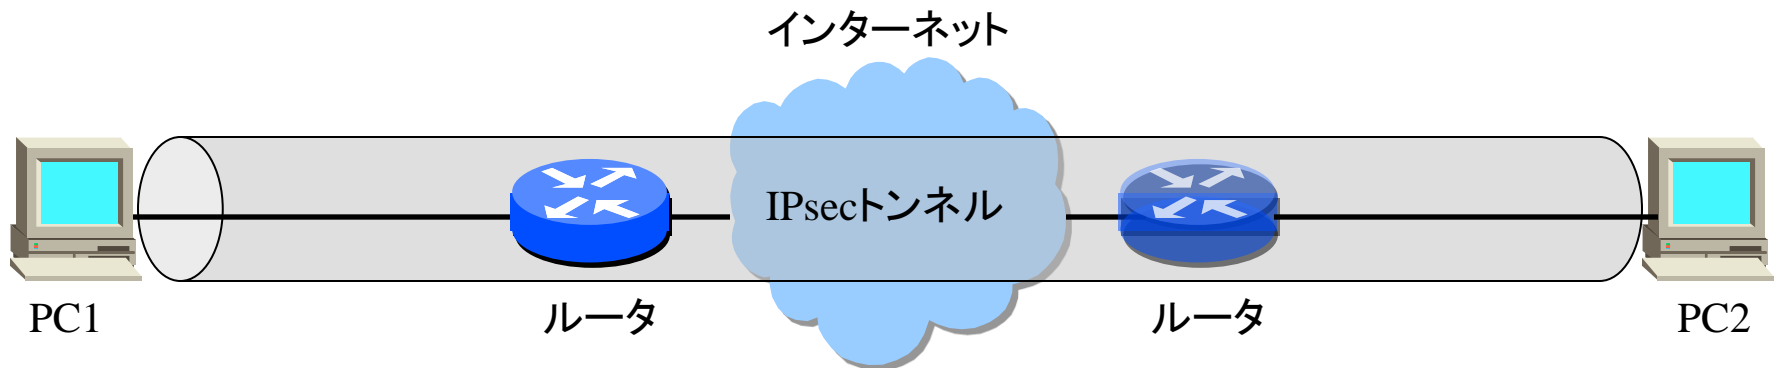 インターネット
IPsecトンネル
PC1
ルータ
ルータ
PC2